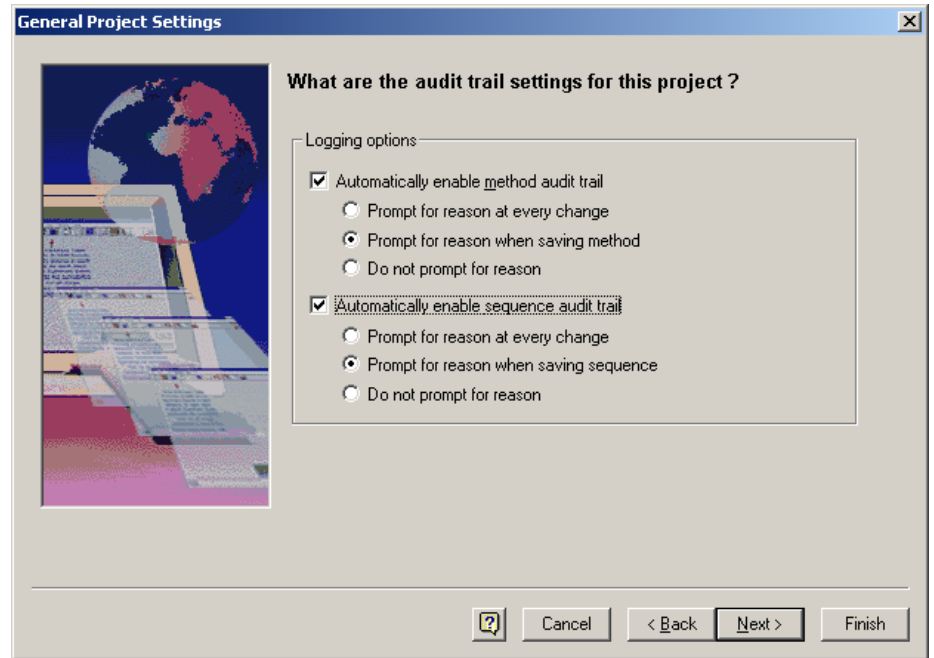 General Project Settings
What are the audit trail settings for this project ?
Logging options
Automatically enable method audit trail
Prompt for reason at every change
Prompt for reason when saving method
Do not prompt for reason
Automatically enable sequence audit trail
Prompt for reason at every change
Prompt for reason when saving sequence
Do not prompt for reason
Cancel < Back Next > Finish